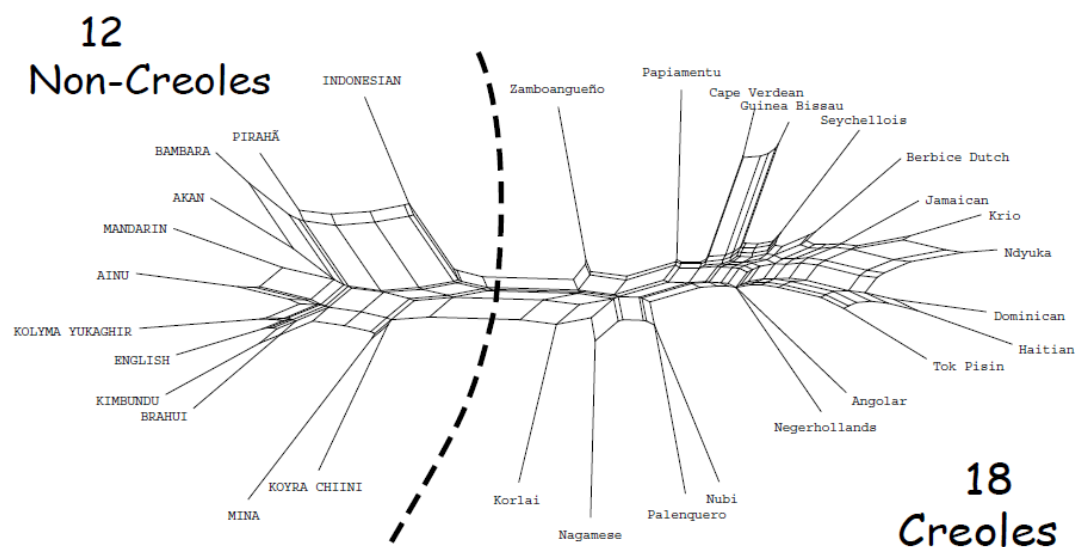 12
Non-Creoles
INDONESIAN
PIRAHÃ
BAMBARA
AKAN
MANDARIN
AINU
KOLYMA YUKAGHIR
ENGLISH
KIMBUNDU
BRAHUI
KOYRA CHIINI
MINA
Zamboangueño
Papiamentu
Cape Verdean
Guinea Bissau
Seychellois
Berbice Dutch
Jamaican
Krio
Ndyuka
Dominican
Haitian
Tok Pisin
Angolar
Negerhollands
Nubi
Palenquero
Nagamese
Korlai
18
Creoles